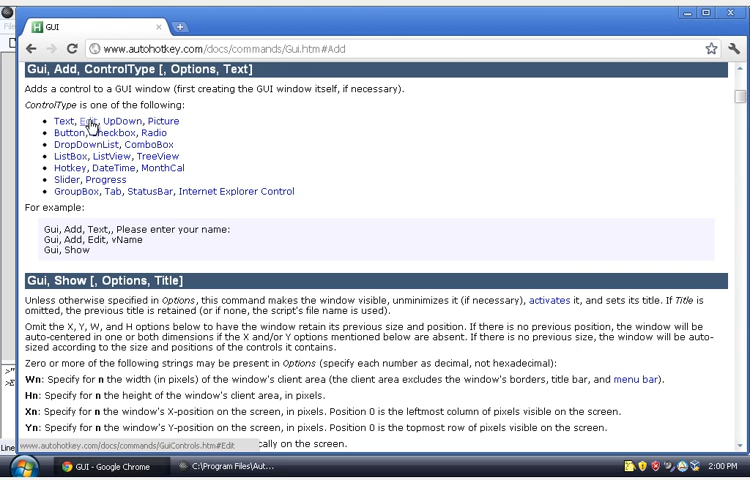 File
GUI
www.autohotkey.com/docs/commands/Gui.htm#Add
Gui, Add, ControlType [, Options, Text]
Adds a control to a GUI window (first creating the GUI window itself, if necessary).
ControlType is one of the following:
• Text, Edit, UpDown, Picture
• Button, Checkbox, Radio
• DropDownList, ComboBox
• ListBox, ListView, TreeView
• Hotkey, DateTime, MonthCal
• Slider, Progress
• GroupBox, Tab, StatusBar, Internet Explorer Control
For example:
Gui, Add, Text,, Please enter your name:
Gui, Add, Edit, vName
Gui, Show
Gui, Show [, Options, Title]
Unless otherwise specified in Options, this command makes the window visible, unminimizes it (if necessary), activates it, and sets its title. If Title is
omitted, the previous title is retained (or if none, the script's file name is used).
Omit the X, Y, W, and H options below to have the window retain its previous size and position. If there is no previous position, the window will be
auto-centered in one or both dimensions if the X and/or Y options mentioned below are absent. If there is no previous size, the window will be auto-
sized according to the size and positions of the controls it contains.
Zero or more of the following strings may be present in Options (specify each number as decimal, not hexadecimal):
Wn: Specify for n the width (in pixels) of the window's client area (the client area excludes the window's borders, title bar, and menu bar).
Hn: Specify for n the height of the window's client area, in pixels.
Xn: Specify for n the window's X-position on the screen, in pixels. Position 0 is the leftmost column of pixels visible on the screen.
Yn: Specify for n the window's Y-position on the screen, in pixels. Position 0 is the topmost row of pixels visible on the screen.
www.autohotkey.com/docs/commands/GuiControls.htm#Edit
ically on the screen.
Line
GUI - Google Chrome
C:\Program Files\Aut...
2:00 PM